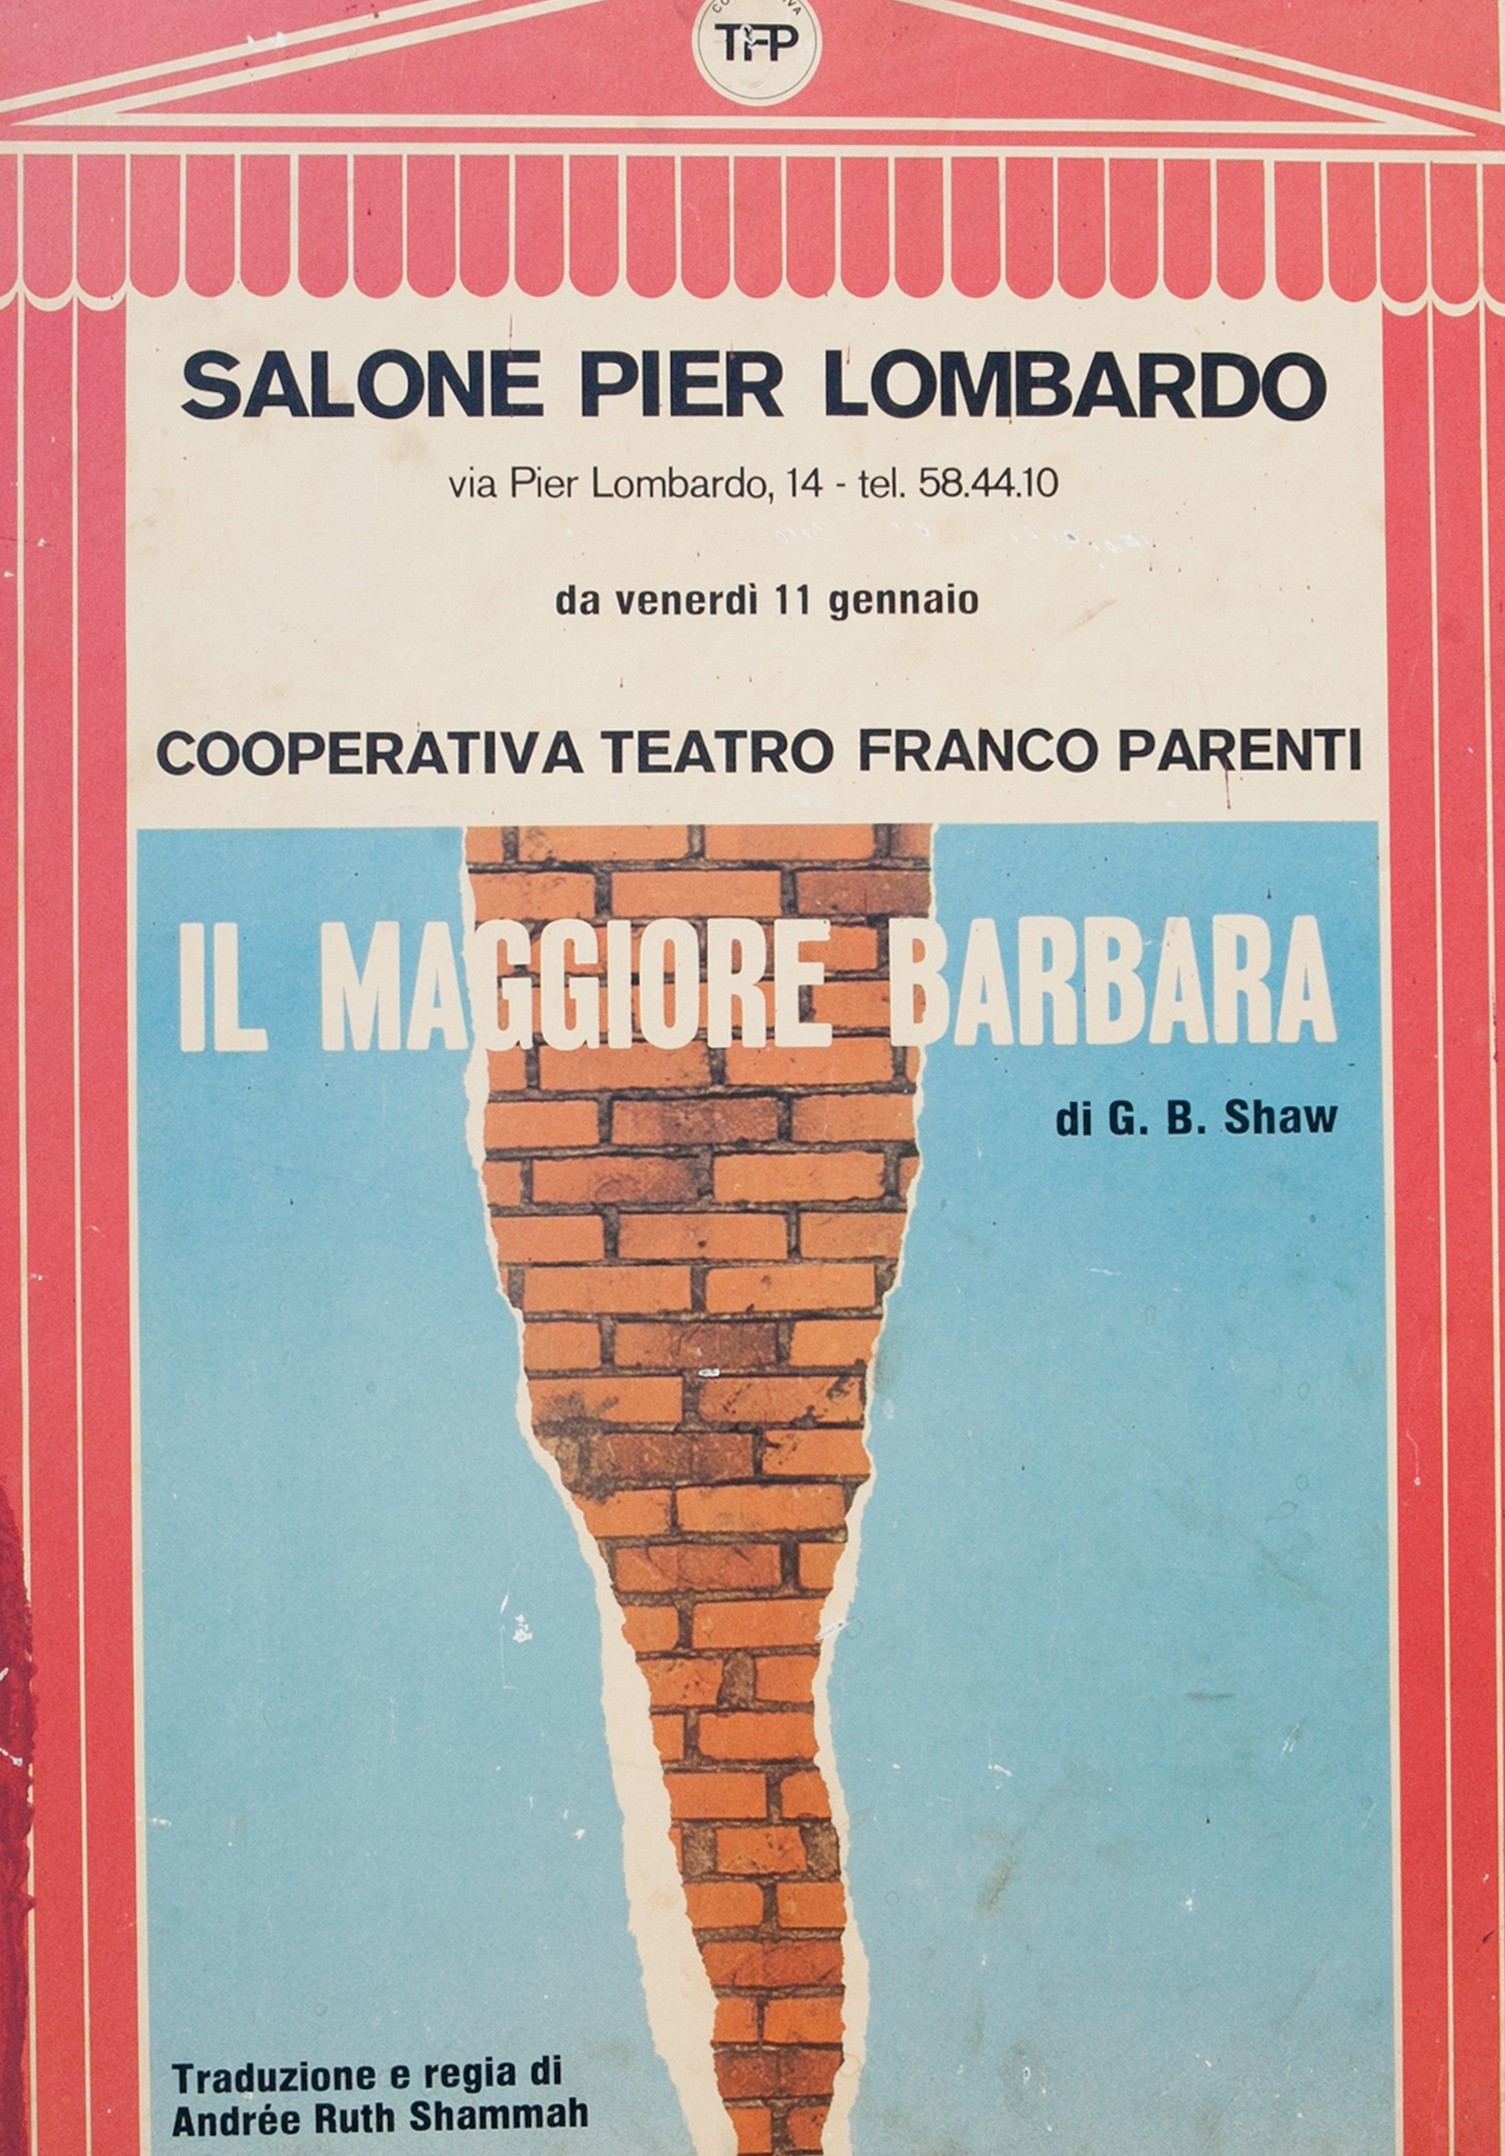 TFP
SALONE PIER LOMBARDO
via Pier Lombardo, 14 - tel. 58.44.10
da venerdì 11 gennaio
COOPERATIVA TEATRO FRANCO PARENTI
IL MAGGIORE BARBARA
di G. B. Shaw
Traduzione e regia di
Andrée Ruth Shammah